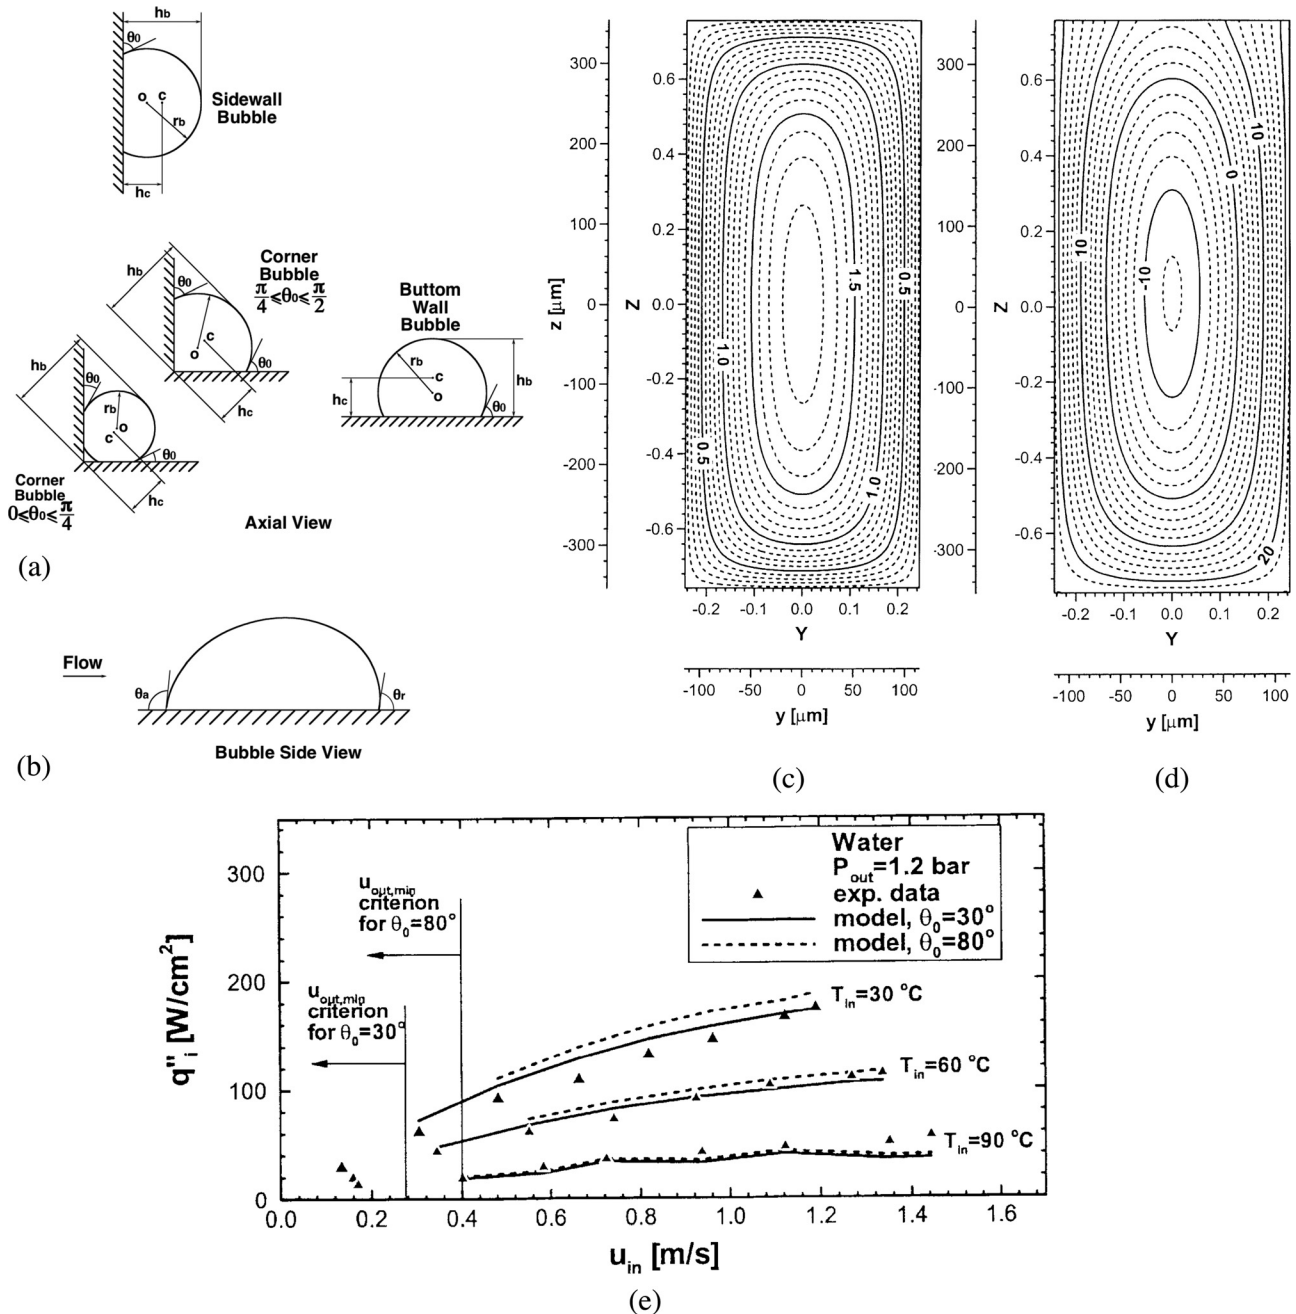 hb
θ0
o c
rb
hc
Sidewall
Bubble
Corner
Bubble
π/4 ≤ θ0 ≤ π/2
hb
θ0
c
o
θ0
hc
Buttom
Wall
Bubble
rb
c
o
hc
hb
θ0
hb
θ0
rb
c o
θ0
hc
Corner
Bubble
0 ≤ θ0 ≤ π/4
Axial View
(a)
Flow
θa
θr
Bubble Side View
(b)
z [μm]
300
200
100
0
-100
-200
-300
Z
0.6
0.4
0.2
0.0
-0.2
-0.4
-0.6
1.5
0.5
1.0
0.5
1.0
-0.2 -0.1 0.0 0.1 0.2
Y
-100 -50 0 50 100
y [μm]
(c)
300
200
100
0
-100
-200
-300
Z
0.6
0.4
0.2
0.0
-0.2
-0.4
-0.6
10
0
10
-10
20
-0.2 -0.1 0.0 0.1 0.2
Y
-100 -50 0 50 100
y [μm]
(d)
q"i [W/cm2]
300
200
100
0
uout,min
criterion
for θ0=80°
uout,min
criterion
for θ0=30°
Water
Pout=1.2 bar
exp. data
model, θ0=30°
model, θ0=80°
Tin=30 °C
Tin=60 °C
Tin=90 °C
0.0 0.2 0.4 0.6 0.8 1.0 1.2 1.4 1.6
uin [m/s]
(e)